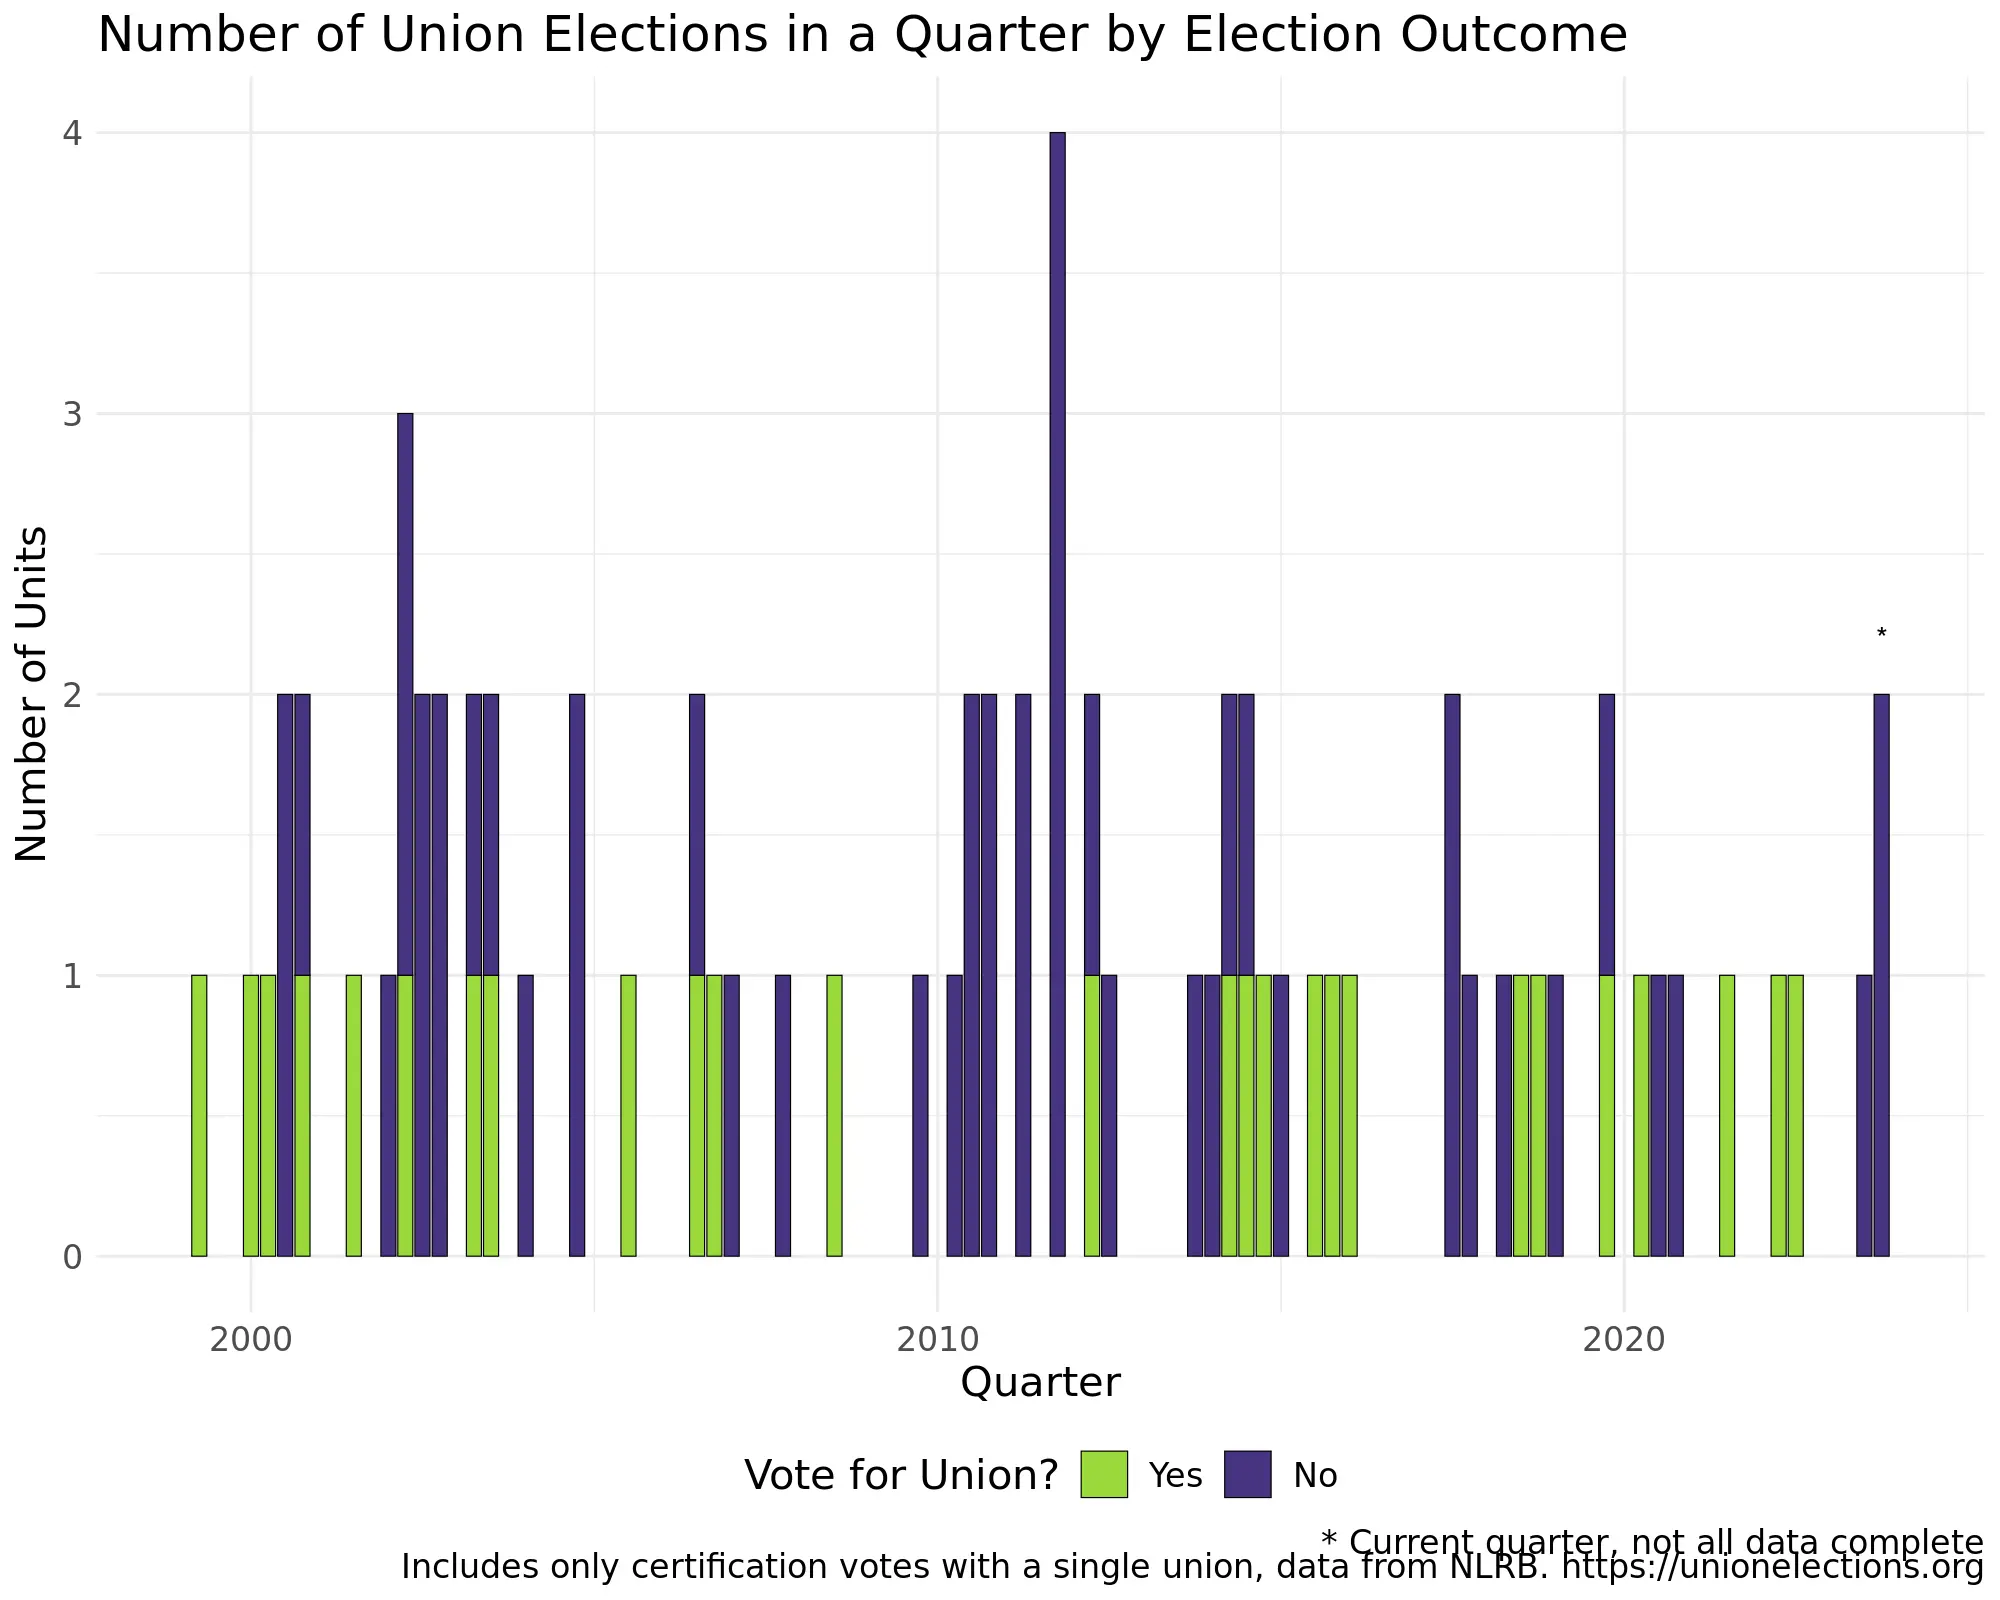 Number of Union Elections in a Quarter by Election Outcome
Number of Units
4
3
2
1
0
*
2000 2010 2020
Quarter
Vote for Union? Yes No
* Current quarter, not all data complete
Includes only certification votes with a single union, data from NLRB. https://unionelections.org